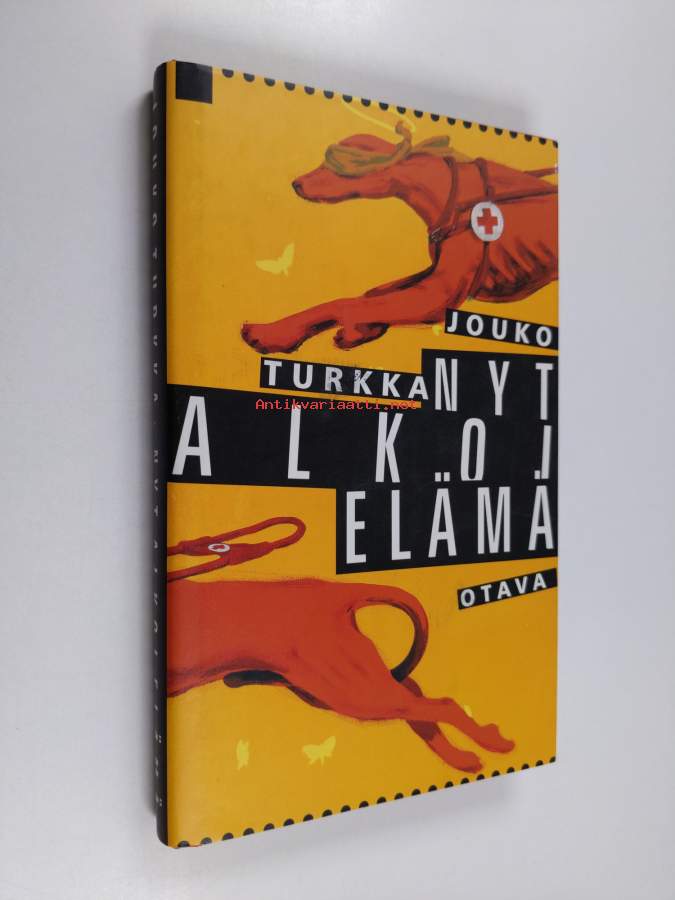 JOUKO
TURKKA
NYT
ALKOI
ELÄMÄ
OTAVA
Antikvariaatti.net